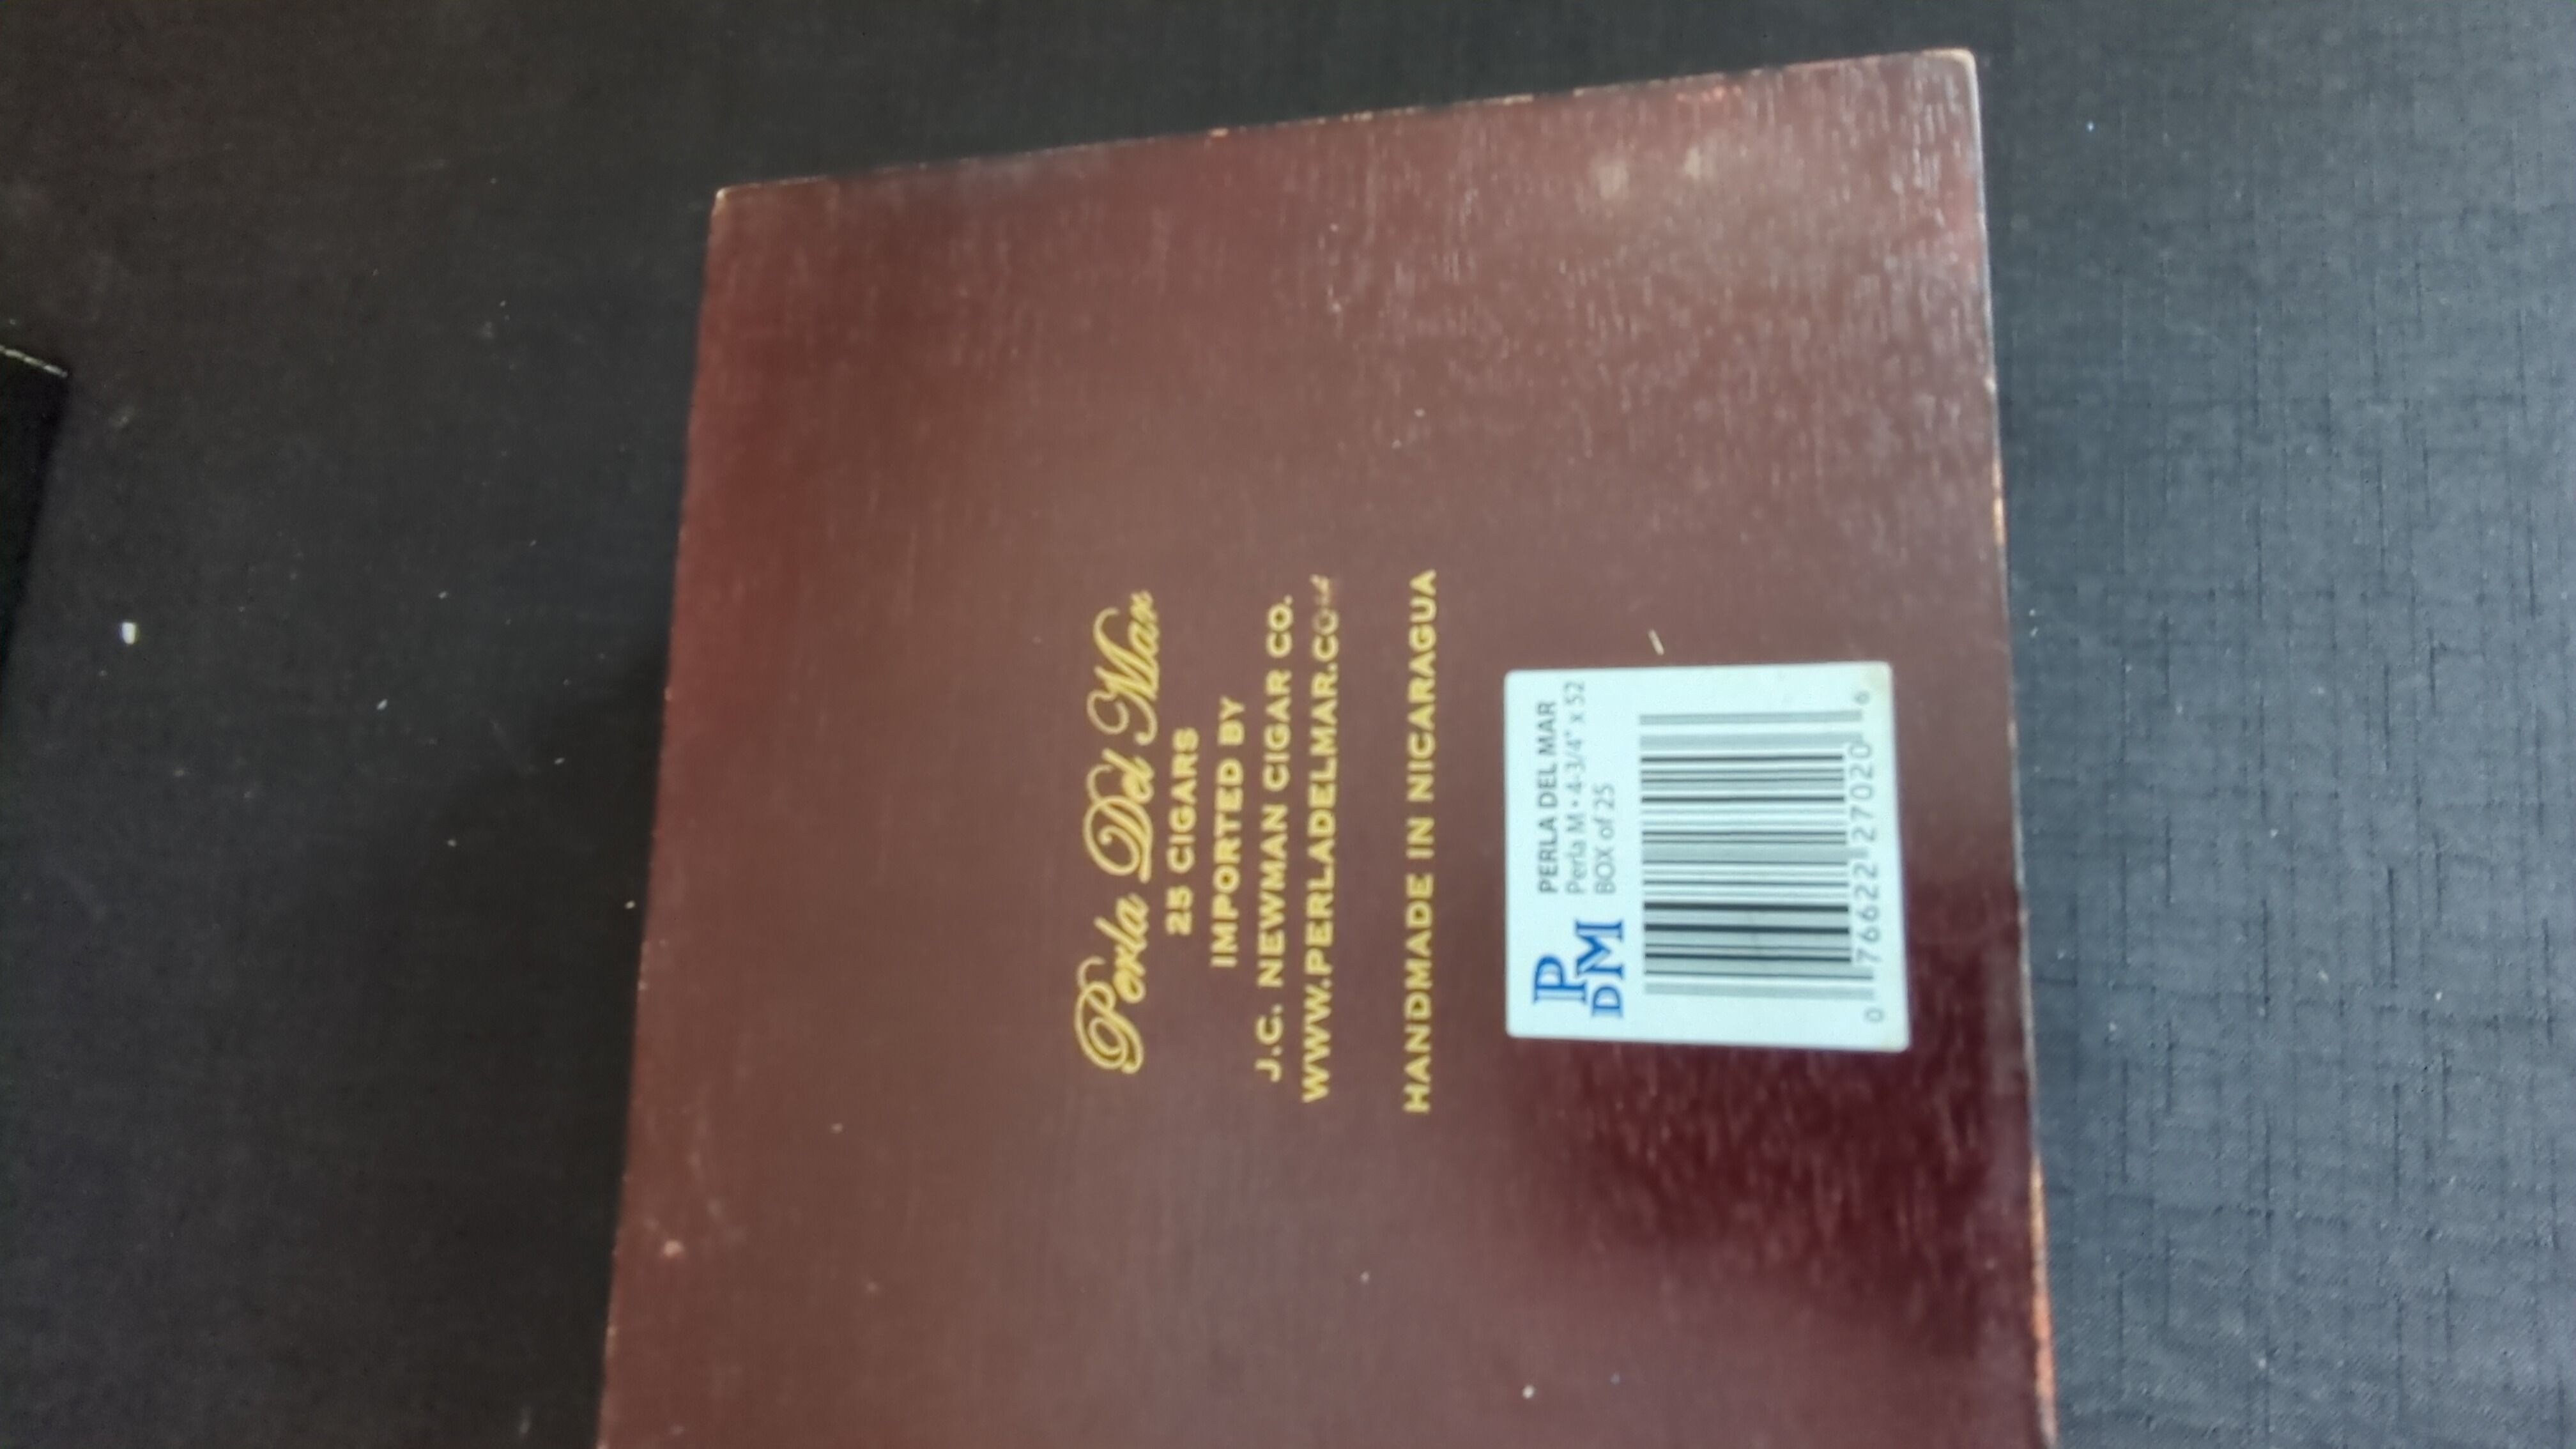 Perla Del Mar
25 CIGARS
IMPORTED BY
J.C. NEWMAN CIGAR CO.
WWW.PERLADELMAR.COM
HANDMADE IN NICARAGUA
P
DM
PERLA DEL MAR
Perla M • 4-3/4" x 52
BOX of 25
0 76622 27020 6